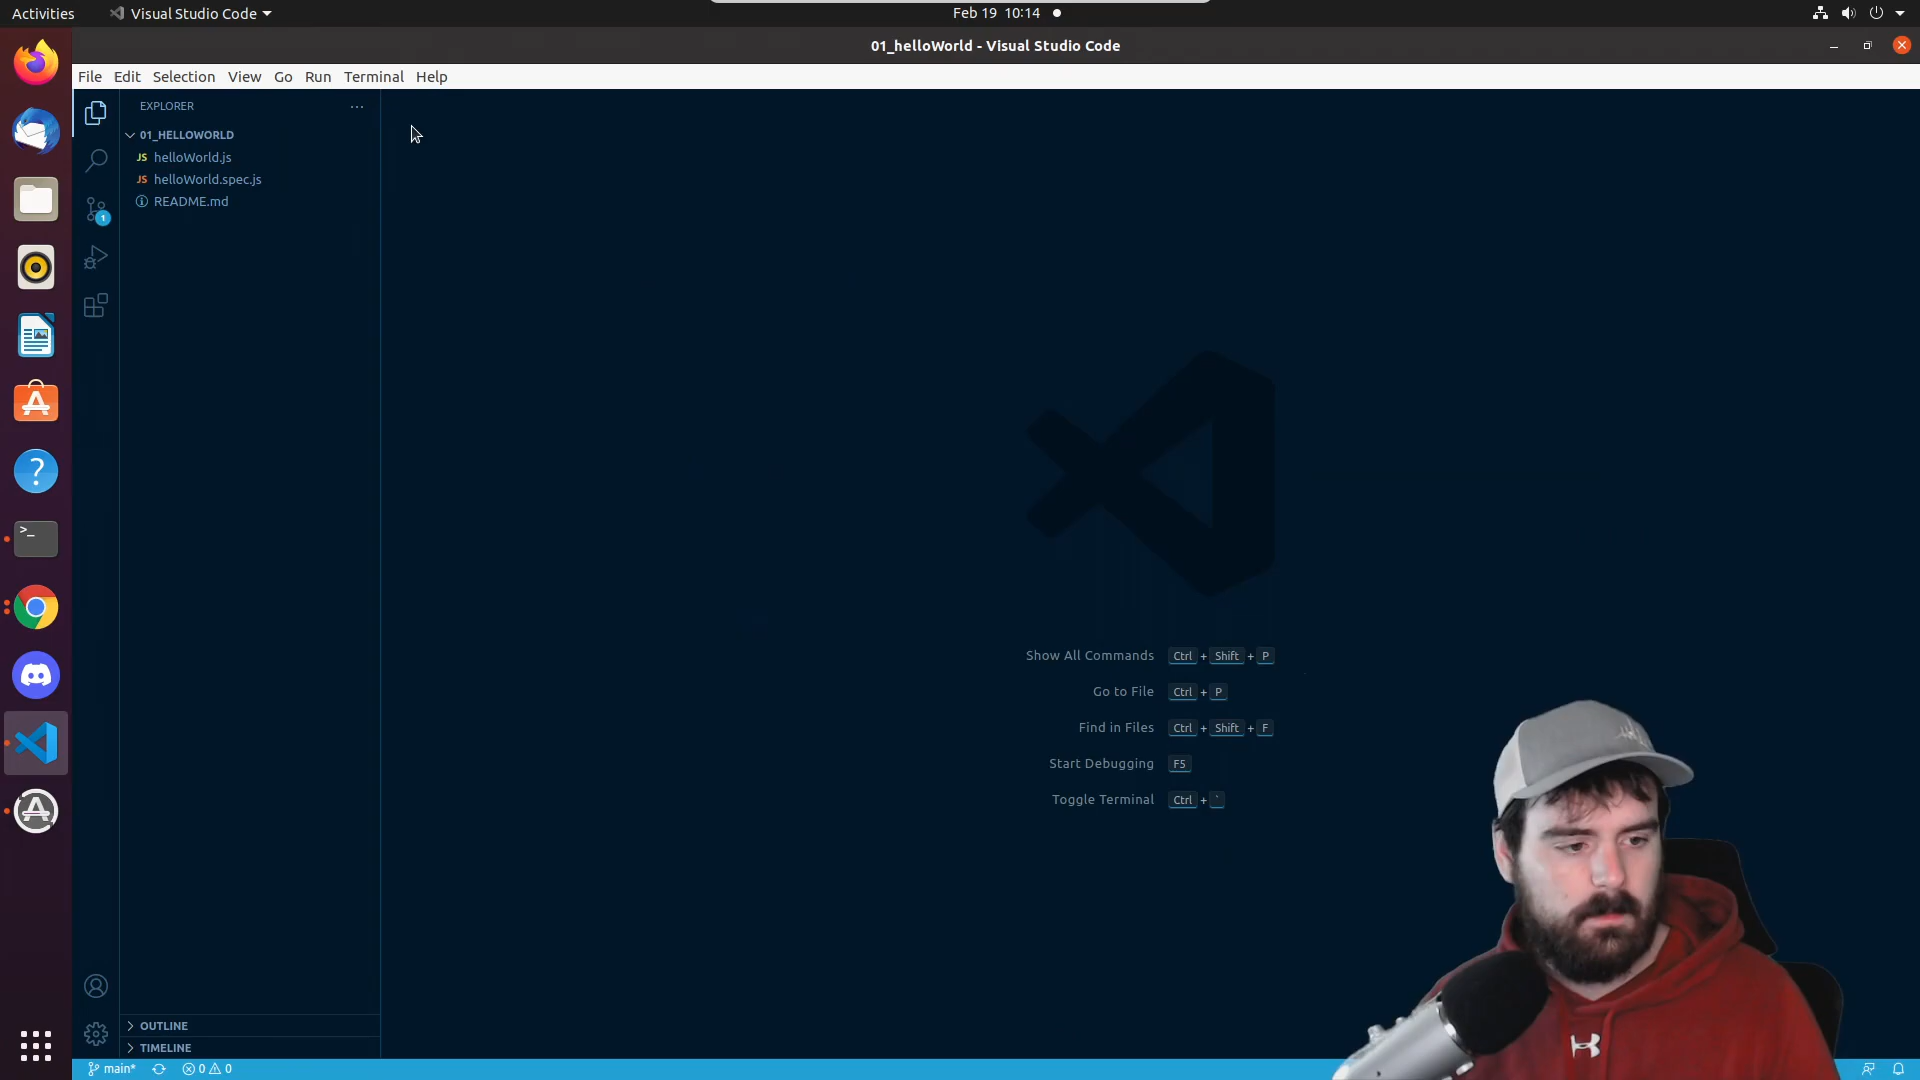 Activities
Visual Studio Code
Feb 19 10:14
01_helloWorld - Visual Studio Code
File Edit Selection View Go Run Terminal Help
EXPLORER
01_HELLOWORLD
JS helloWorld.js
JS helloWorld.spec.js
README.md
1
Show All Commands Ctrl + Shift + P
Go to File Ctrl + P
Find in Files Ctrl + Shift + F
Start Debugging F5
Toggle Terminal Ctrl + `
OUTLINE
TIMELINE
main* 0 0